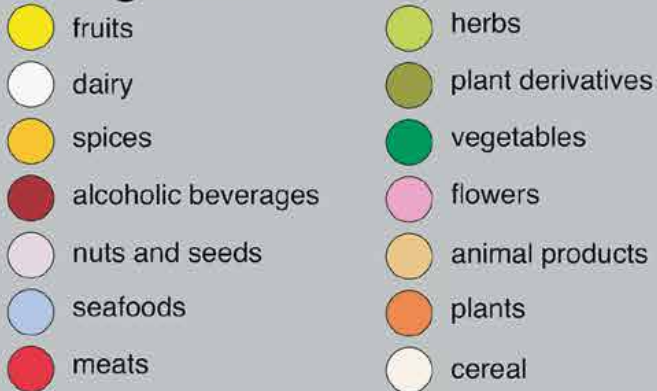 fruits
dairy
spices
alcoholic beverages
nuts and seeds
seafoods
meats
herbs
plant derivatives
vegetables
flowers
animal products
plants
cereal